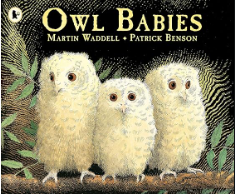 OWL BABIES
MARTIN WADDELL • PATRICK BENSON